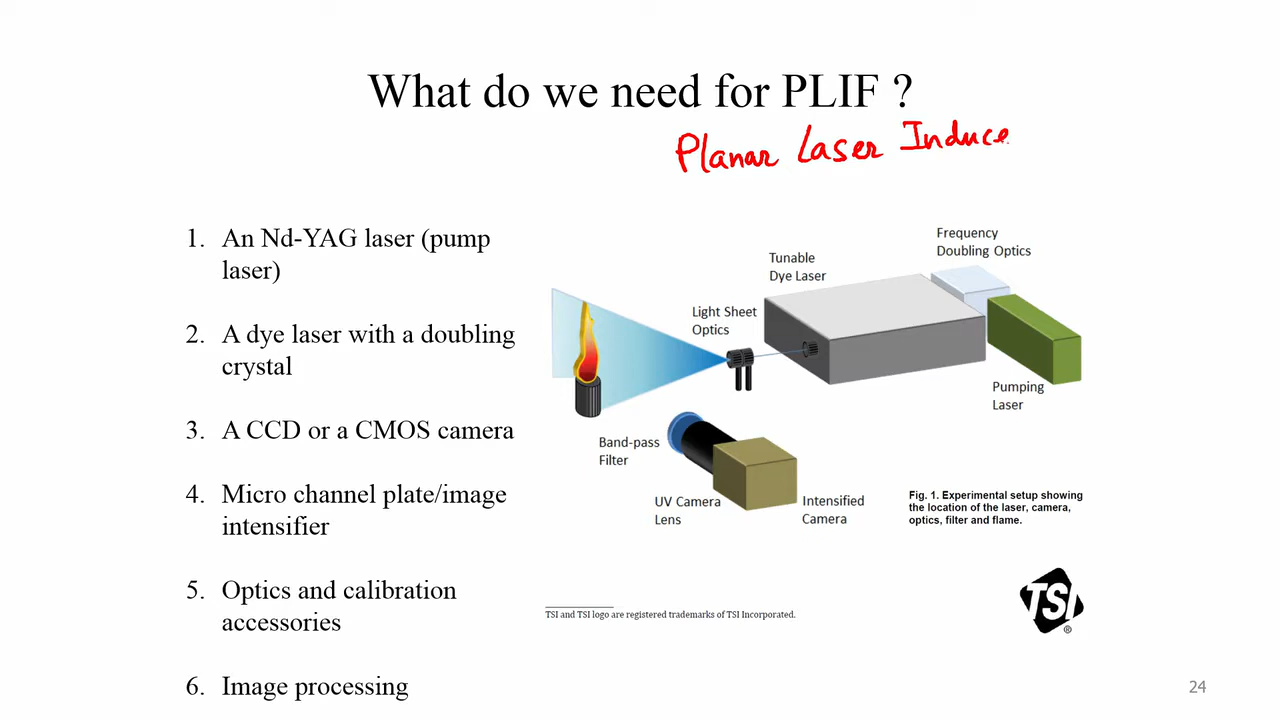 What do we need for PLIF ?
Planar Laser Induce
1. An Nd-YAG laser (pump
laser)
2. A dye laser with a doubling
crystal
3. A CCD or a CMOS camera
4. Micro channel plate/image
intensifier
5. Optics and calibration
accessories
6. Image processing
Frequency
Doubling Optics
Tunable
Dye Laser
Light Sheet
Optics
Pumping
Laser
Band-pass
Filter
UV Camera
Lens
Intensified
Camera
Fig. 1. Experimental setup showing
the location of the laser, camera,
optics, filter and flame.
TSI and TSI logo are registered trademarks of TSI Incorporated.
TSI
®
24